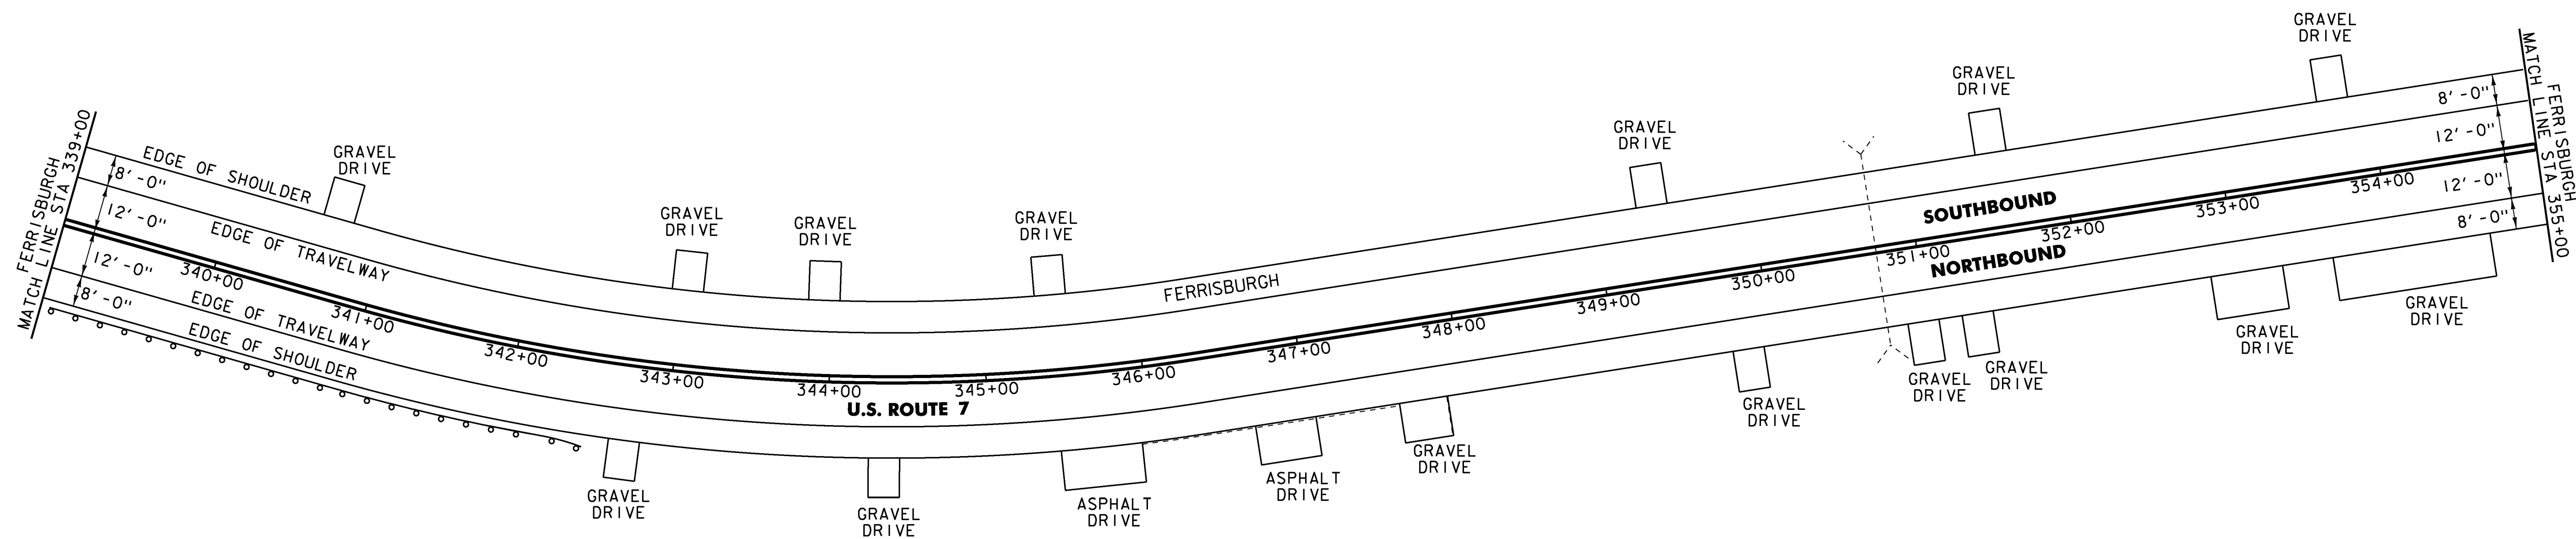 FERRISBURGH
MATCH LINE STA 339+00
EDGE OF SHOULDER
8'-0"
12'-0"
EDGE OF TRAVELWAY
12'-0"
8'-0"
EDGE OF TRAVELWAY
EDGE OF SHOULDER
340+00
341+00
342+00
343+00
344+00
345+00
346+00
347+00
348+00
349+00
350+00
351+00
352+00
353+00
354+00
GRAVEL
DRIVE
GRAVEL
DRIVE
GRAVEL
DRIVE
GRAVEL
DRIVE
GRAVEL
DRIVE
GRAVEL
DRIVE
GRAVEL
DRIVE
FERRISBURGH
SOUTHBOUND
NORTHBOUND
U.S. ROUTE 7
GRAVEL
DRIVE
GRAVEL
DRIVE
ASPHALT
DRIVE
ASPHALT
DRIVE
GRAVEL
DRIVE
GRAVEL
DRIVE
GRAVEL
DRIVE
GRAVEL
DRIVE
GRAVEL
DRIVE
GRAVEL
DRIVE
8'-0"
12'-0"
12'-0"
8'-0"
FERRISBURGH
MATCH LINE STA 355+00